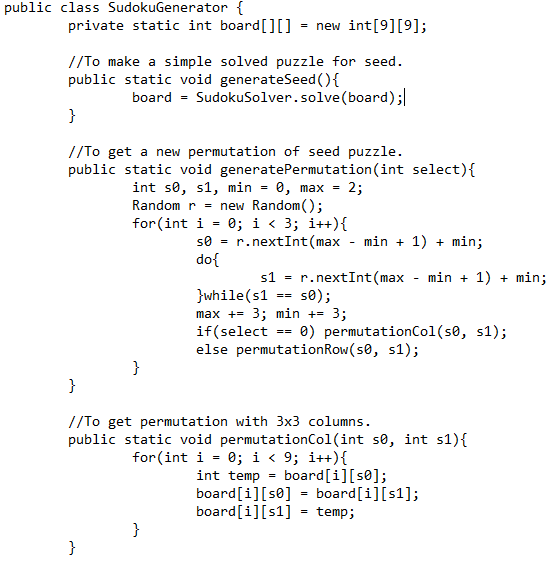 public class SudokuGenerator {
        private static int board[][] = new int[9][9];

        //To make a simple solved puzzle for seed.
        public static void generateSeed(){
                board = SudokuSolver.solve(board);
        }

        //To get a new permutation of seed puzzle.
        public static void generatePermutation(int select){
                int s0, s1, min = 0, max = 2;
                Random r = new Random();
                for(int i = 0; i < 3; i++){
                        s0 = r.nextInt(max - min + 1) + min;
                        do{
                                s1 = r.nextInt(max - min + 1) + min;
                        }while(s1 == s0);
                        max += 3; min += 3;
                        if(select == 0) permutationCol(s0, s1);
                        else permutationRow(s0, s1);
                }
        }

        //To get permutation with 3x3 columns.
        public static void permutationCol(int s0, int s1){
                for(int i = 0; i < 9; i++){
                        int temp = board[i][s0];
                        board[i][s0] = board[i][s1];
                        board[i][s1] = temp;
                }
        }